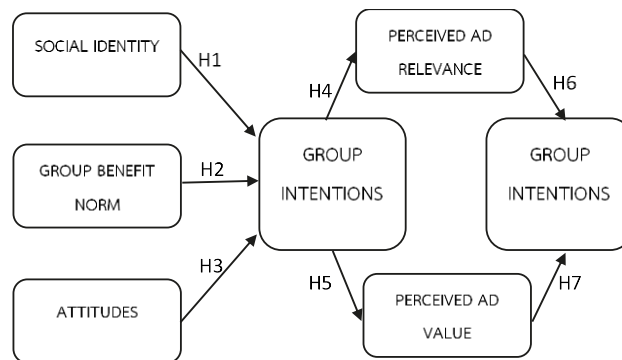 SOCIAL IDENTITY
H1
GROUP BENEFIT
NORM
H2
ATTITUDES
H3
GROUP
INTENTIONS
H4
PERCEIVED AD
RELEVANCE
H5
PERCEIVED AD
VALUE
H6
H7
GROUP
INTENTIONS